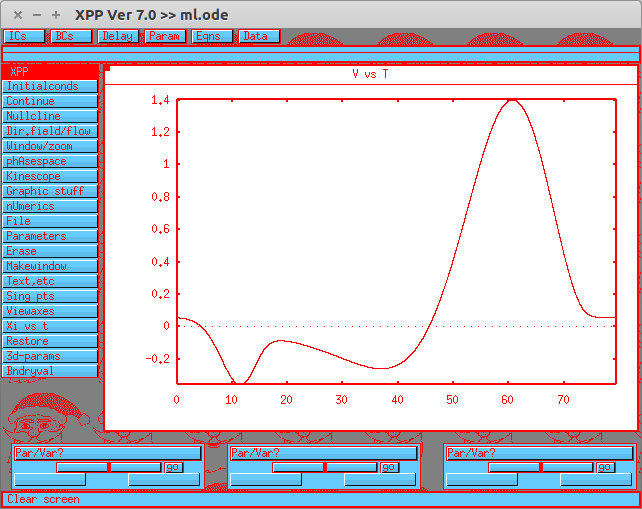 XPP Ver 7.0 >> ml.ode
ICs BCs Delay Param Eqns Data
XPP
V vs T
Initialconds
Continue
Nullcline
Dir.field/flow
Window/zoom
phAsespace
Kinescope
Graphic stuff
nUmerics
File
Parameters
Erase
Makewindow
Text,etc
Sing pts
Viewaxes
Xi vs t
Restore
3d-params
Bndryval
1.4
1.2
1
0.8
0.6
0.4
0.2
0
-0.2
0 10 20 30 40 50 60 70
Par/Var? Par/Var? Par/Var?
go go go
Clear screen